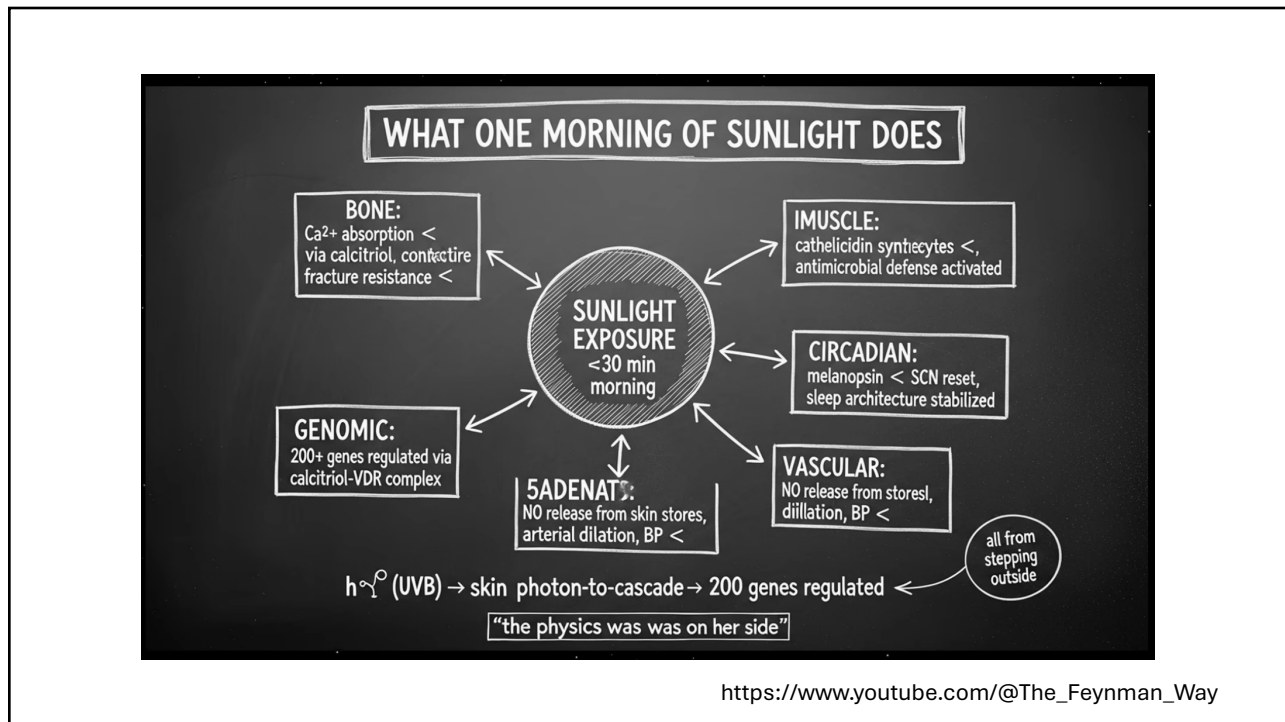 WHAT ONE MORNING OF SUNLIGHT DOES
BONE:
Ca²⁺ absorption <
via calcitriol,
fracture resistance <
IMUSCLE:
cathelicidin <,
antimicrobial defense activated
SUNLIGHT
EXPOSURE
<30 min
morning
CIRCADIAN:
melanopsin < SCN reset,
sleep architecture stabilized
GENOMIC:
200+ genes regulated via
calcitriol-VDR complex
NO release from skin stores,
arterial dilation, BP <
VASCULAR:
NO release from storesl,
diillation, BP <
all from
stepping
outside
(UVB) → skin photon-to-cascade → 200 genes regulated
"the physics was was on her side"
https://www.youtube.com/@The_Feynman_Way